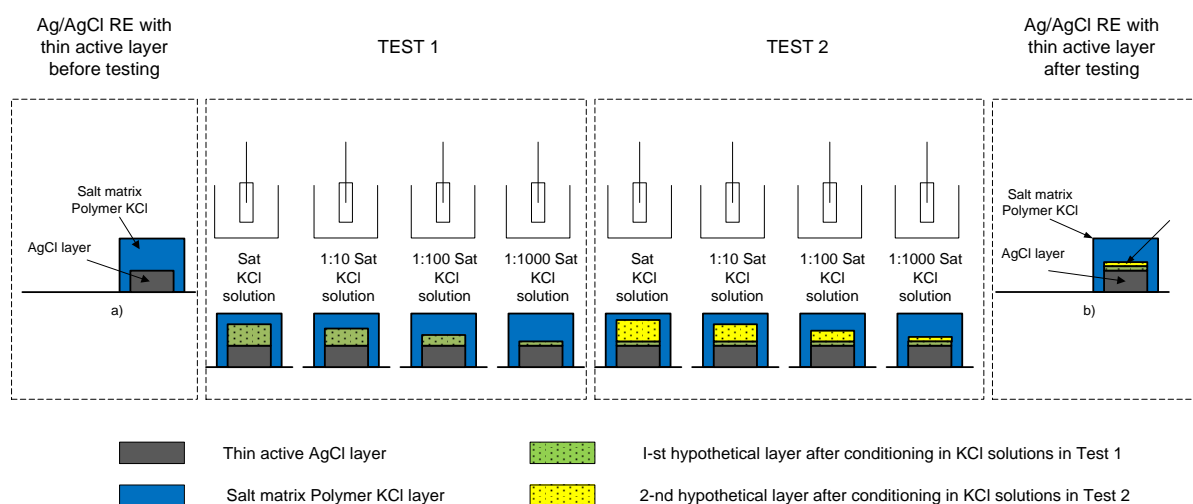 Ag/AgCl RE with
thin active layer
before testing
TEST 1
TEST 2
Ag/AgCl RE with
thin active layer
after testing
Salt matrix
Polymer KCl
AgCl layer
a)
Sat
KCl
solution
1:10 Sat
KCl
solution
1:100 Sat
KCl
solution
1:1000 Sat
KCl
solution
Sat
KCl
solution
1:10 Sat
KCl
solution
1:100 Sat
KCl
solution
1:1000 Sat
KCl
solution
Salt matrix
Polymer KCl
AgCl layer
b)
Thin active AgCl layer
I-st hypothetical layer after conditioning in KCl solutions in Test 1
Salt matrix Polymer KCl layer
2-nd hypothetical layer after conditioning in KCl solutions in Test 2